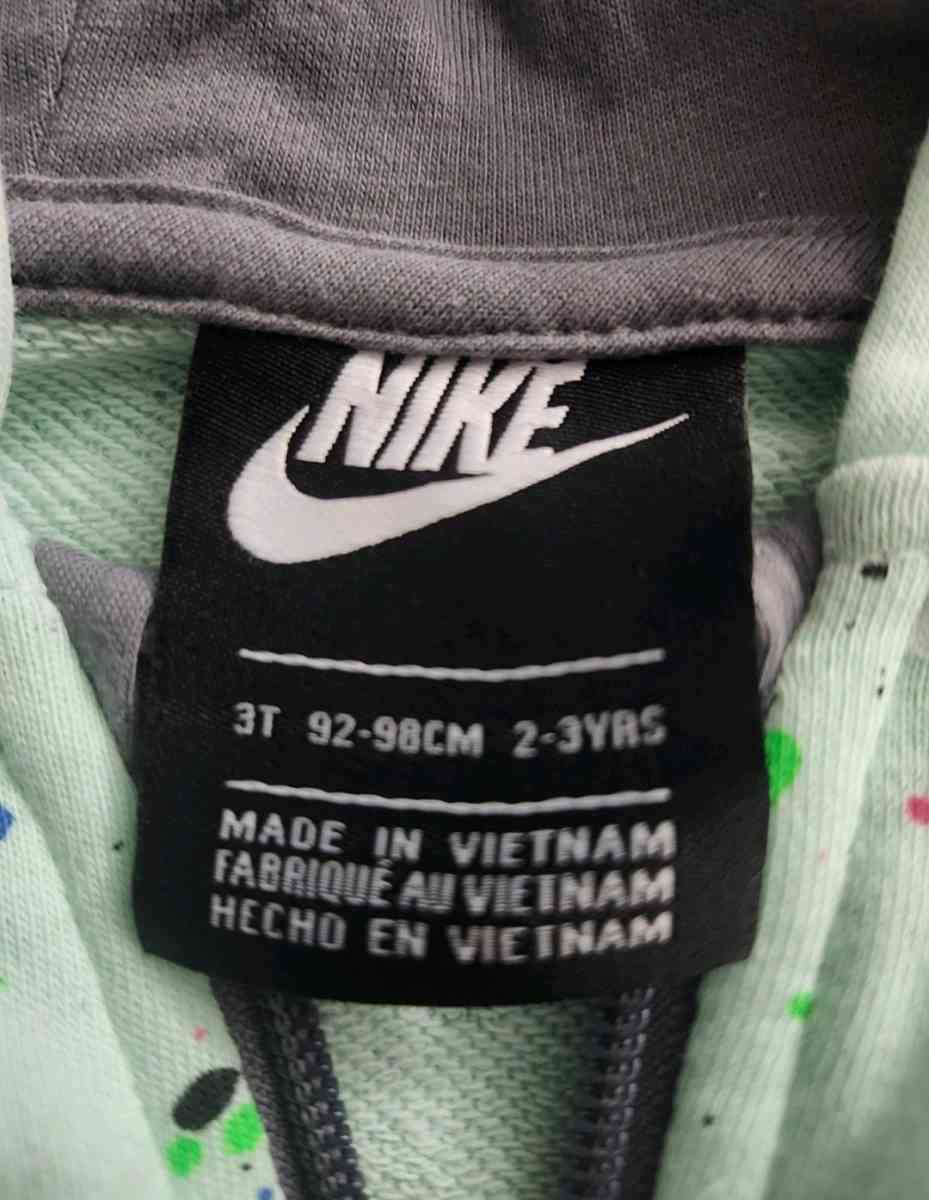 NIKE
3T 92-98CM 2-3YRS
MADE IN VIETNAM
FABRIQUÉ AU VIETNAM
HECHO EN VIETNAM